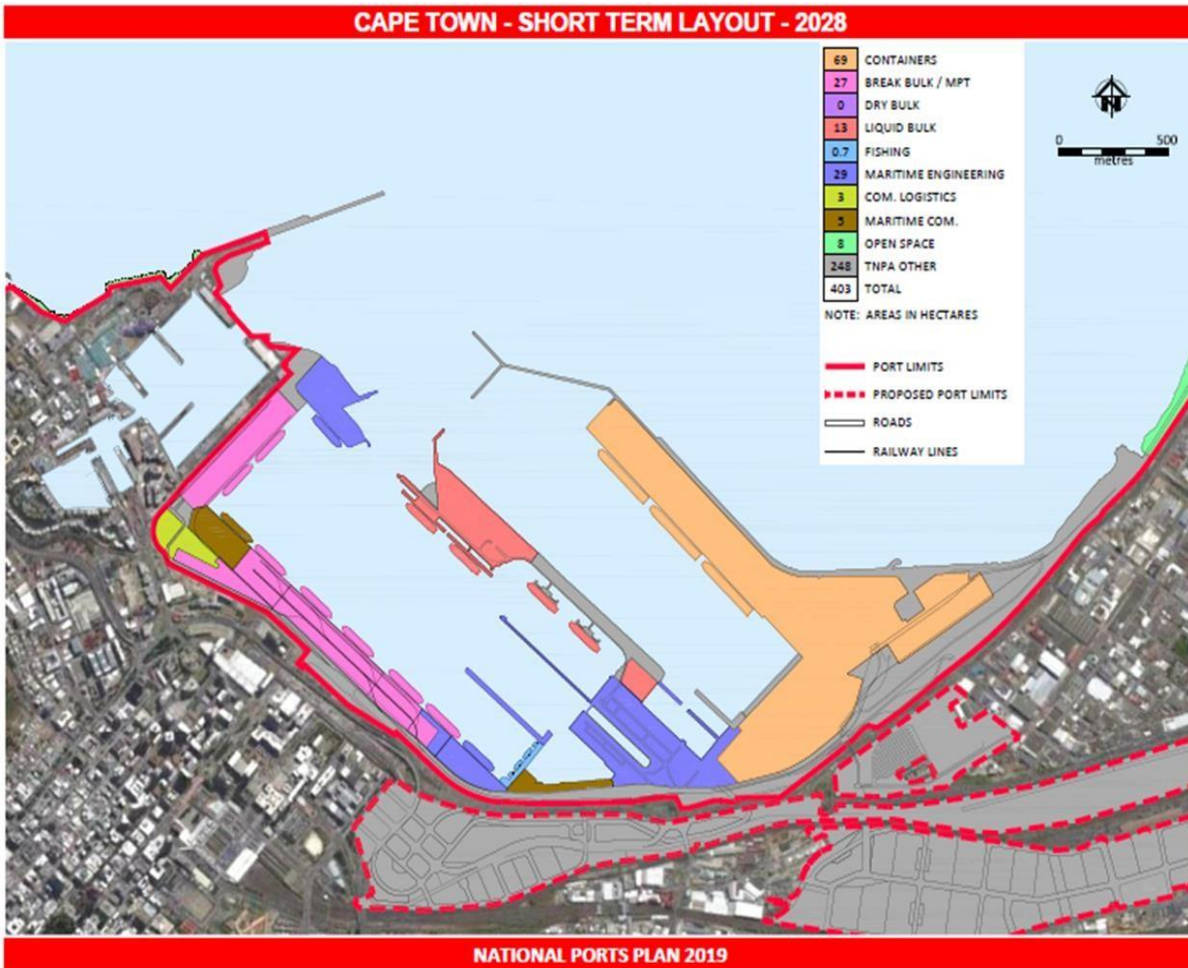 CAPE TOWN - SHORT TERM LAYOUT - 2028
69 CONTAINERS
27 BREAK BULK / MPT
0 DRY BULK
13 LIQUID BULK
0.7 FISHING
29 MARITIME ENGINEERING
3 COM. LOGISTICS
5 MARITIME COM.
8 OPEN SPACE
248 TNPA OTHER
403 TOTAL
NOTE: AREAS IN HECTARES
PORT LIMITS
PROPOSED PORT LIMITS
ROADS
RAILWAY LINES
N
0 500
metres
NATIONAL PORTS PLAN 2019